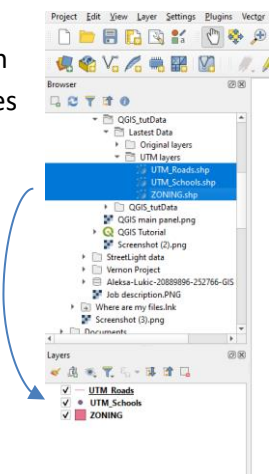 Project Edit View Layer Settings Plugins Vector
Browser
QGIS_tutData
Lastest Data
Original layers
UTM layers
UTM_Roads.shp
UTM_Schools.shp
ZONING.shp
QGIS_tutData
QGIS main panel.png
QGIS Tutorial
Screenshot (2).png
StreetLight data
Vernon Project
Aleksa-Lukic-20889896-252766-GIS
Job description.PNG
Where are my files.lnk
Screenshot (3).png
Documents
Layers
UTM_Roads
UTM_Schools
ZONING